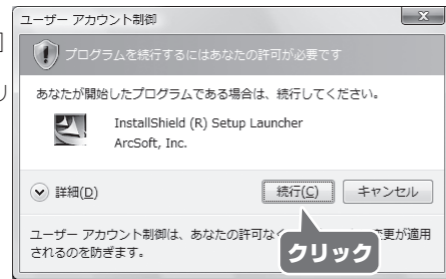 ユーザー アカウント制御
プログラムを続行するにはあなたの許可が必要です
あなたが開始したプログラムである場合は、続行してください。
InstallShield (R) Setup Launcher
ArcSoft, Inc.
詳細(D)
続行(C)
キャンセル
ユーザー アカウント制御は、あなたの許可なく
変更が適用
されるのを防ぎます。
クリック
]
リ